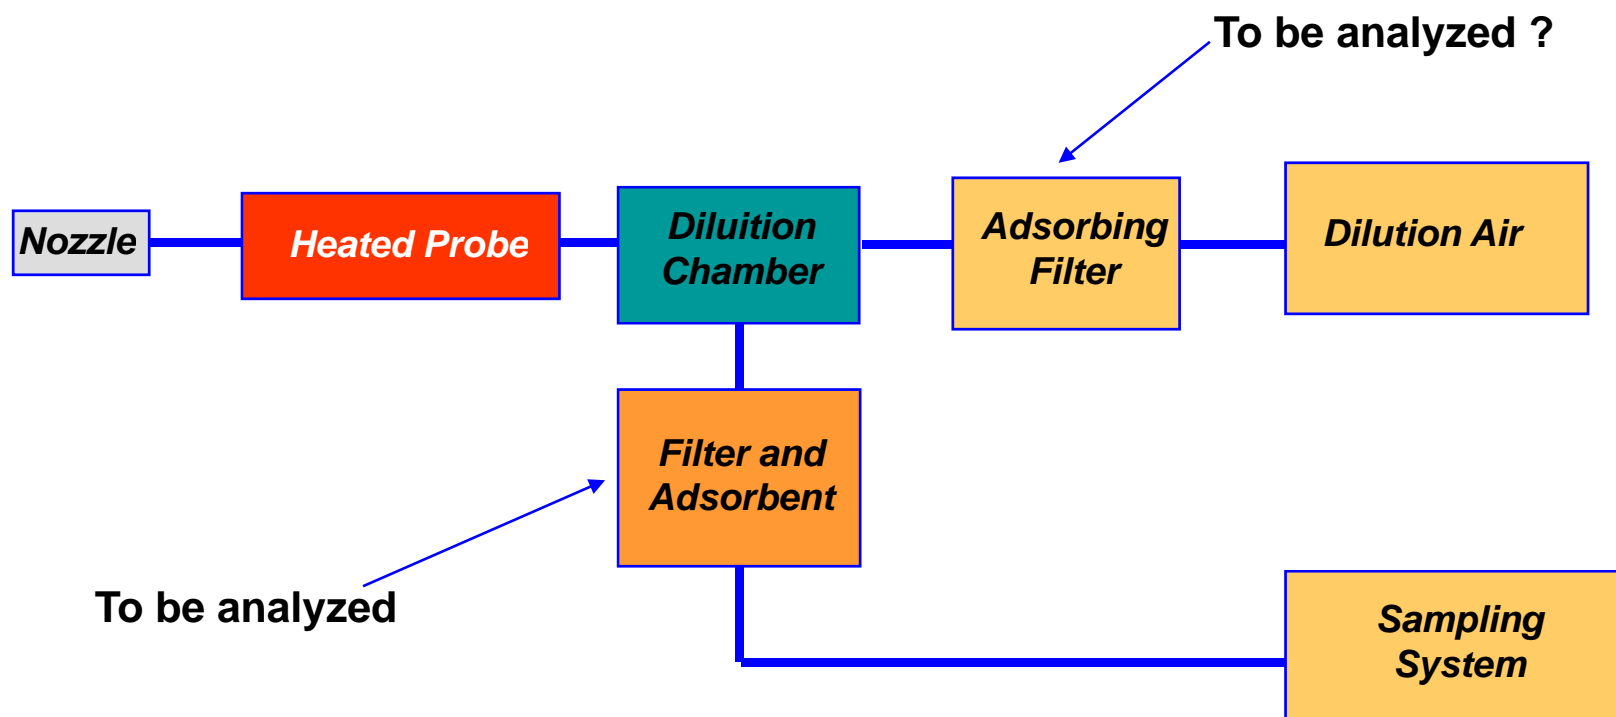 To be analyzed ?
Nozzle
Heated Probe
Diluition
Chamber
Adsorbing
Filter
Dilution Air
Filter and
Adsorbent
To be analyzed
Sampling
System